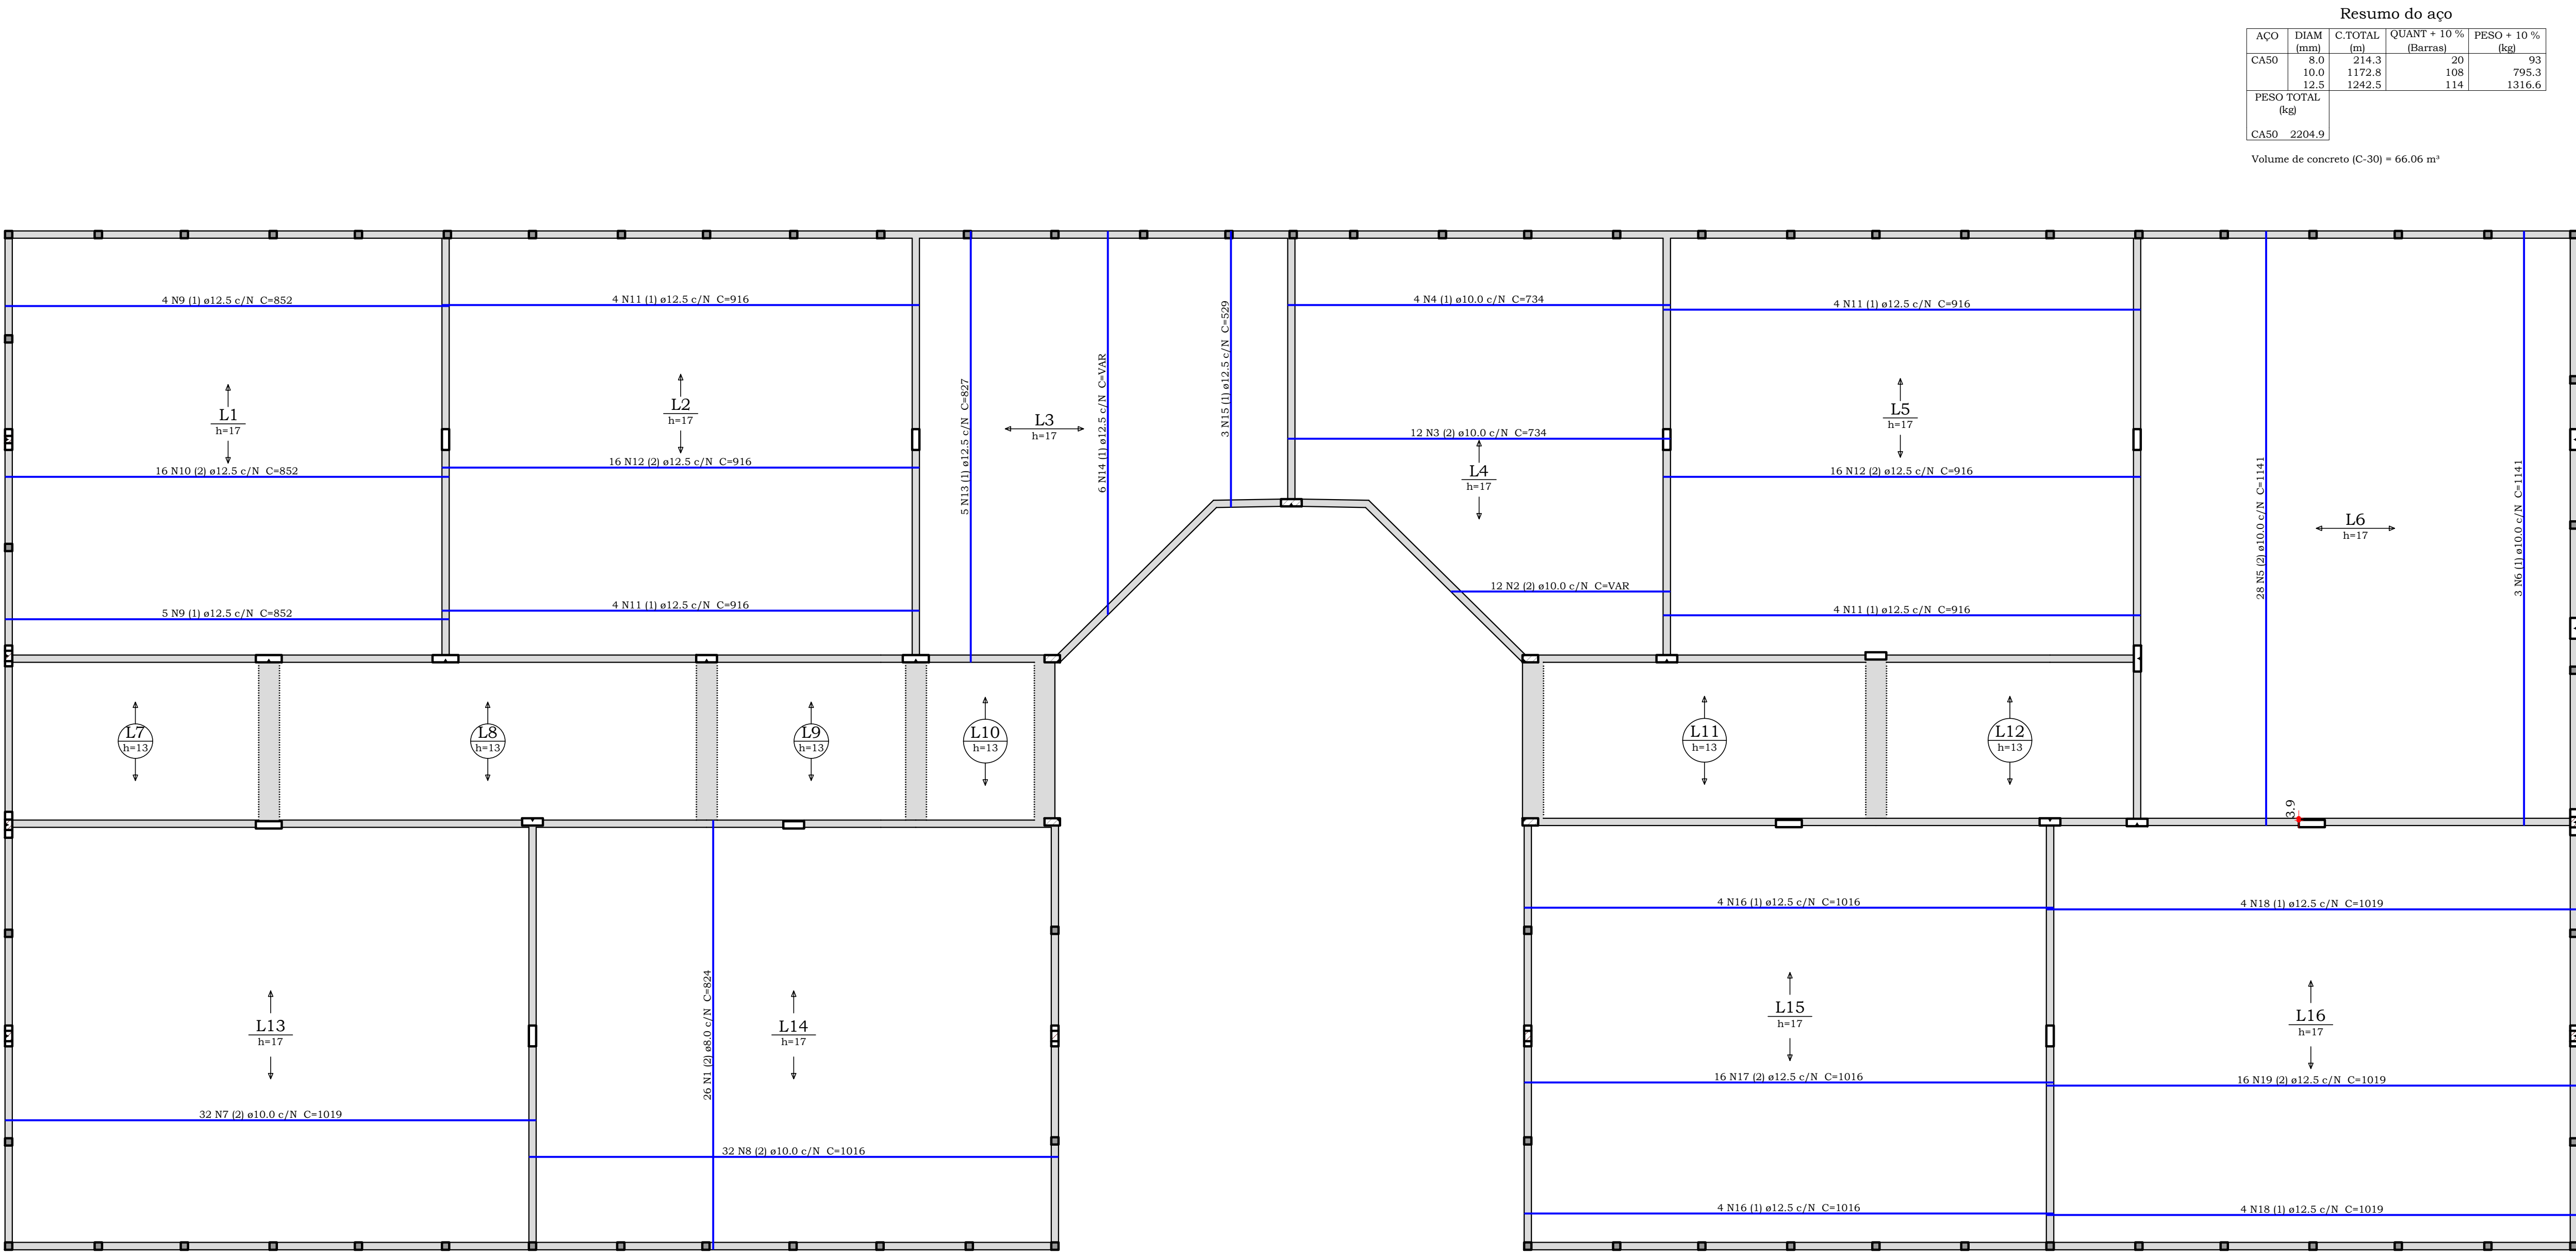 Resumo do aço
AÇO DIAM C.TOTAL QUANT + 10 % PESO + 10 %
(mm) (m) (Barras) (kg)
CA50 8.0 214.3 20 93
10.0 1172.8 108 795.3
12.5 1242.5 114 1316.6
PESO TOTAL
(kg)
CA50 2204.9
Volume de concreto (C-30) = 66.06 m³
4 N9 (1) ø12.5 c/N C=852
4 N11 (1) ø12.5 c/N C=916
4 N4 (1) ø10.0 c/N C=734
4 N11 (1) ø12.5 c/N C=916
L1
h=17
L2
h=17
5 N13 (1) ø12.5 c/N C=827
L3
h=17
6 N14 (1) ø12.5 c/N C=VAR
3 N15 (1) ø12.5 c/N C=529
12 N3 (2) ø10.0 c/N C=734
L4
h=17
L5
h=17
28 N5 (2) ø10.0 c/N C=1141
L6
h=17
3 N6 (1) ø10.0 c/N C=1141
16 N10 (2) ø12.5 c/N C=852
16 N12 (2) ø12.5 c/N C=916
16 N12 (2) ø12.5 c/N C=916
12 N2 (2) ø10.0 c/N C=VAR
5 N9 (1) ø12.5 c/N C=852
4 N11 (1) ø12.5 c/N C=916
4 N11 (1) ø12.5 c/N C=916
L7
h=13
L8
h=13
L9
h=13
L10
h=13
L11
h=13
L12
h=13
3.9
4 N16 (1) ø12.5 c/N C=1016
4 N18 (1) ø12.5 c/N C=1019
L13
h=17
26 N1 (2) ø8.0 c/N C=824
L14
h=17
L15
h=17
L16
h=17
16 N17 (2) ø12.5 c/N C=1016
16 N19 (2) ø12.5 c/N C=1019
32 N7 (2) ø10.0 c/N C=1019
32 N8 (2) ø10.0 c/N C=1016
4 N16 (1) ø12.5 c/N C=1016
4 N18 (1) ø12.5 c/N C=1019